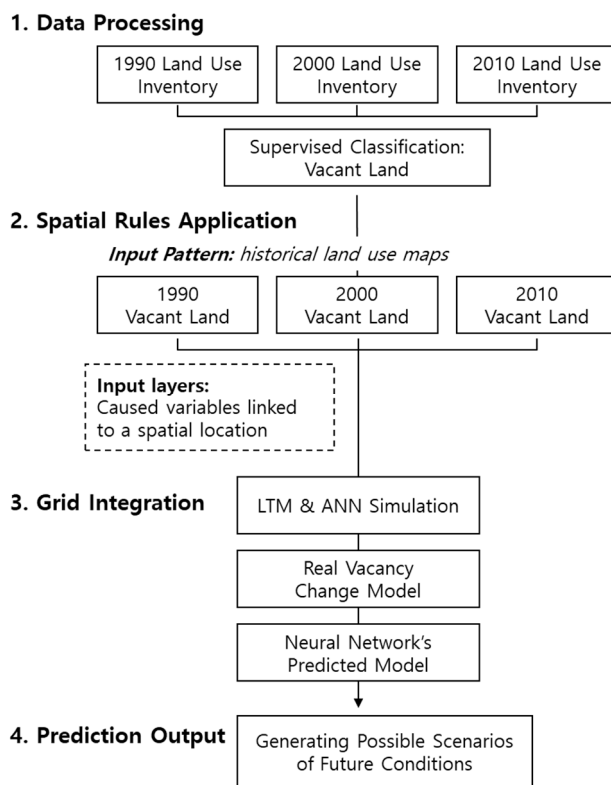 1. Data Processing
1990 Land Use
Inventory
2000 Land Use
Inventory
2010 Land Use
Inventory
Supervised Classification:
Vacant Land
2. Spatial Rules Application
Input Pattern: historical land use maps
1990
Vacant Land
2000
Vacant Land
2010
Vacant Land
Input layers:
Caused variables linked
to a spatial location
3. Grid Integration
LTM & ANN Simulation
Real Vacancy
Change Model
Neural Network's
Predicted Model
4. Prediction Output
Generating Possible Scenarios
of Future Conditions